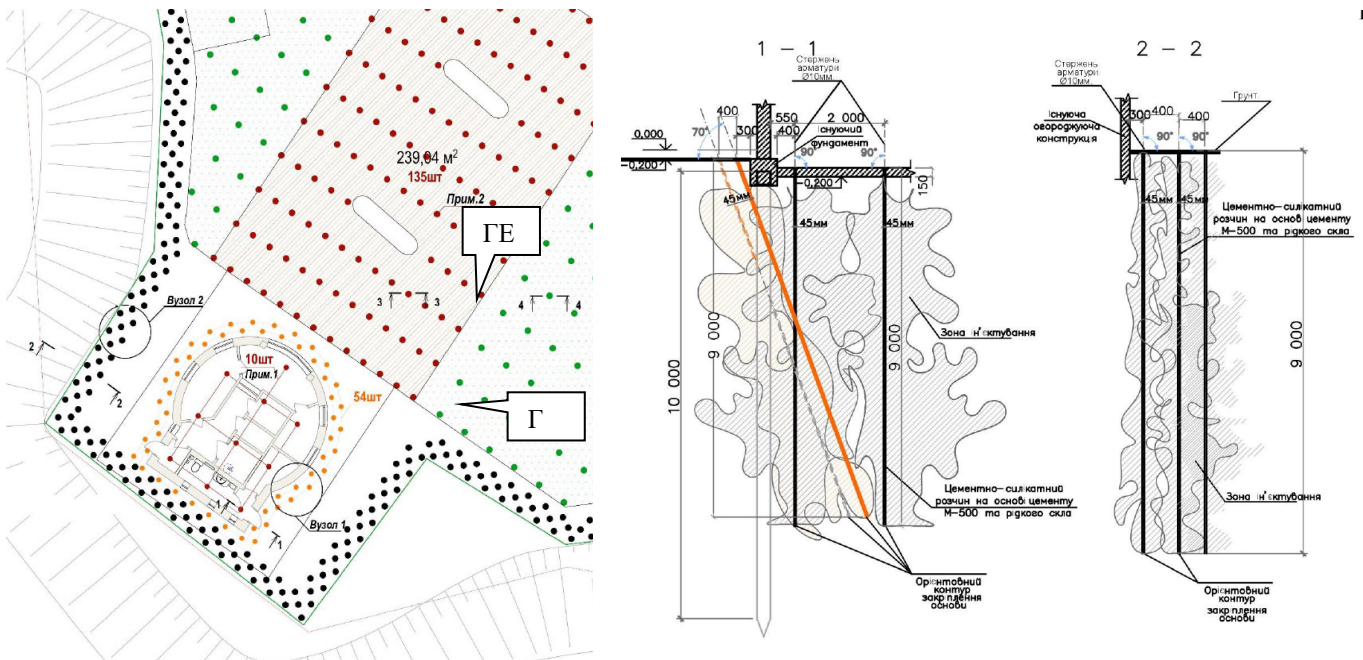 239,04 м²
135шт
Прим.2
ГЕ
3
3
4
4
Вузол 2
2
2
10шт
Прим.1
54шт
Г
Вузол 1
1
1
1 – 1
Стержень
арматури
Ø10мм
400
550
2 000
70°
300
400
Існуючий
фундамент
0.000
90°
90°
-0.200
-0.200
150
45мм
45мм
45мм
9 000
9 000
10 000
Зона ін'єктування
Цементно-силікатний
розчин на основі цементу
М-500 та рідкого скла
Орієнтовний
контур
закріплення
основи
2 – 2
Стержень
арматури
Ø10мм
Грунт
300
400
400
Існуюча
огороджуюча
конструкція
90°
90°
45мм
45мм
Цементно-силікатний
розчин на основ цементу
М-500 та рідкого скла
9 000
Зона ін'єктування
Орієнтовний
контур
закріплення
основи